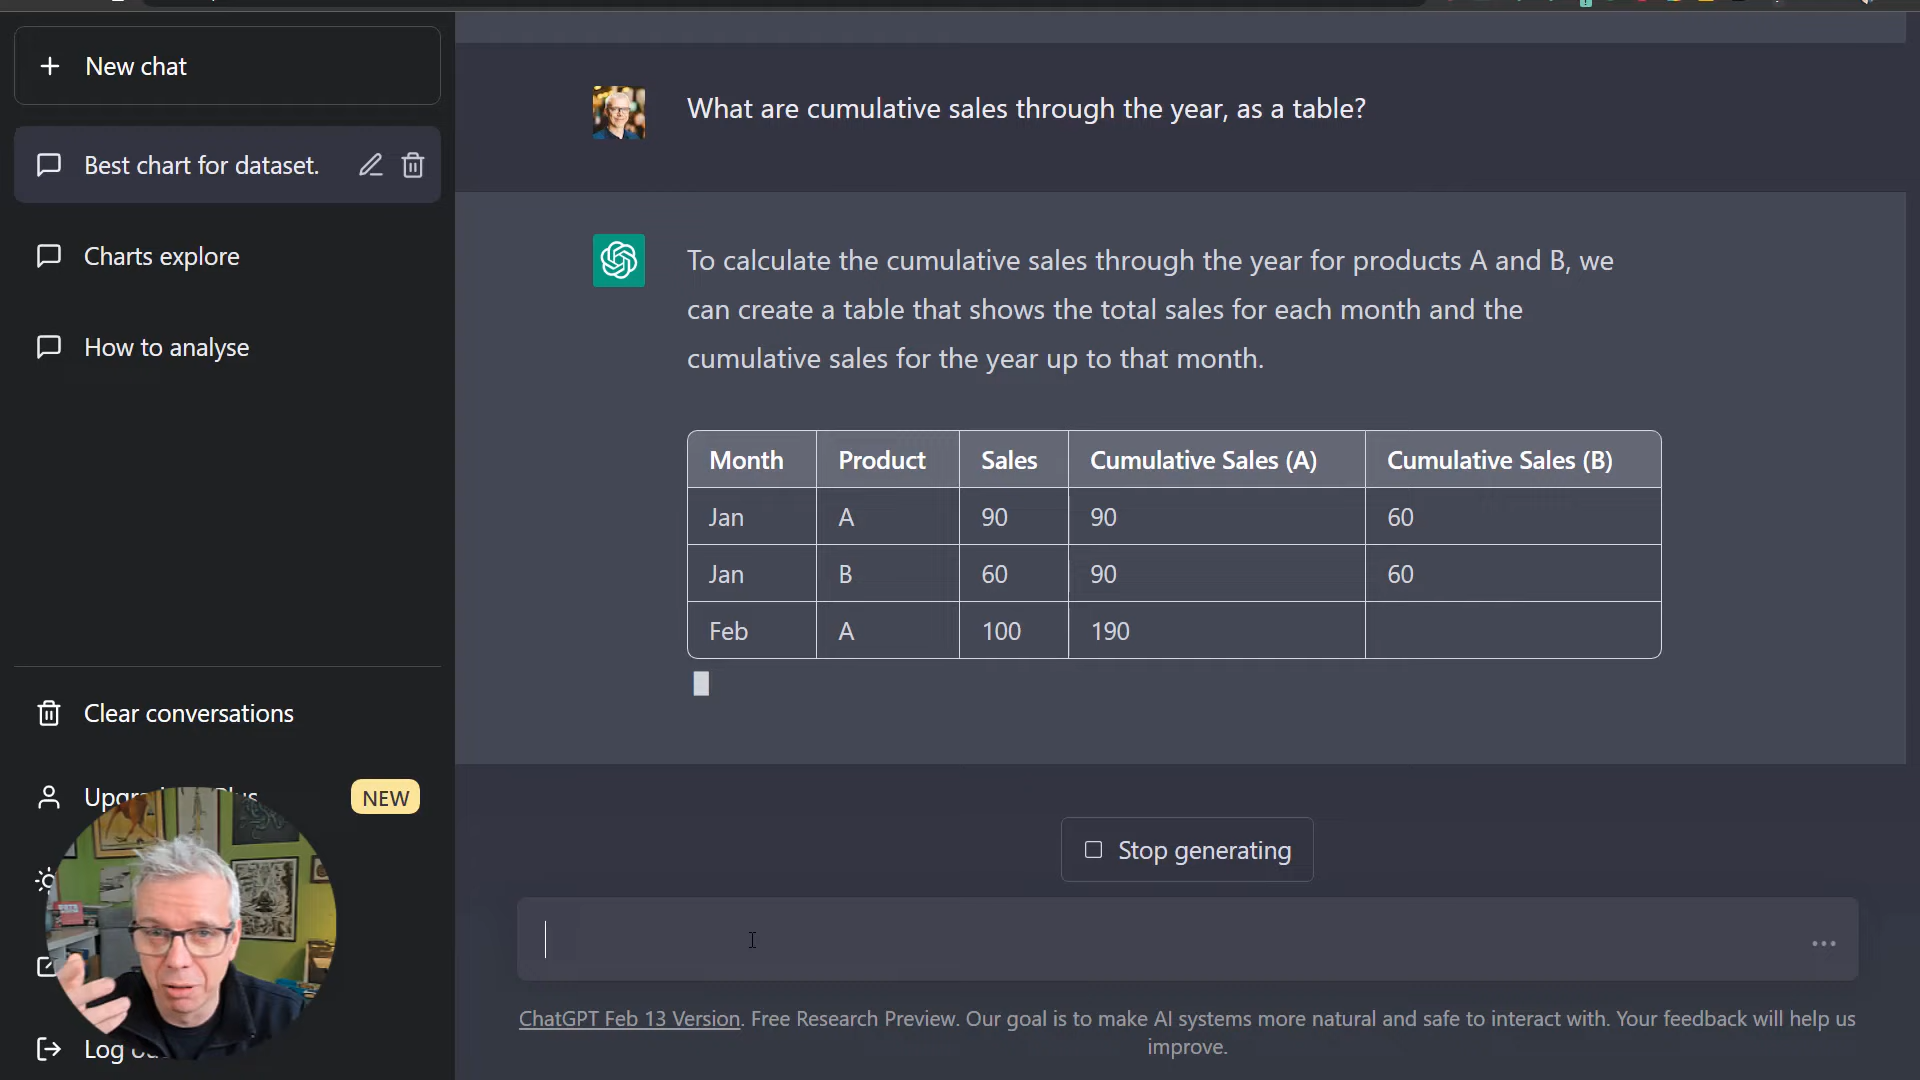 New chat
Best chart for dataset.
Charts explore
How to analyse
Clear conversations
NEW
What are cumulative sales through the year, as a table?
To calculate the cumulative sales through the year for products A and B, we
can create a table that shows the total sales for each month and the
cumulative sales for the year up to that month.
Month Product Sales Cumulative Sales (A) Cumulative Sales (B)
Jan A 90 90 60
Jan B 60 90 60
Feb A 100 190
Stop generating
ChatGPT Feb 13 Version. Free Research Preview. Our goal is to make AI systems more natural and safe to interact with. Your feedback will help us
improve.
Log